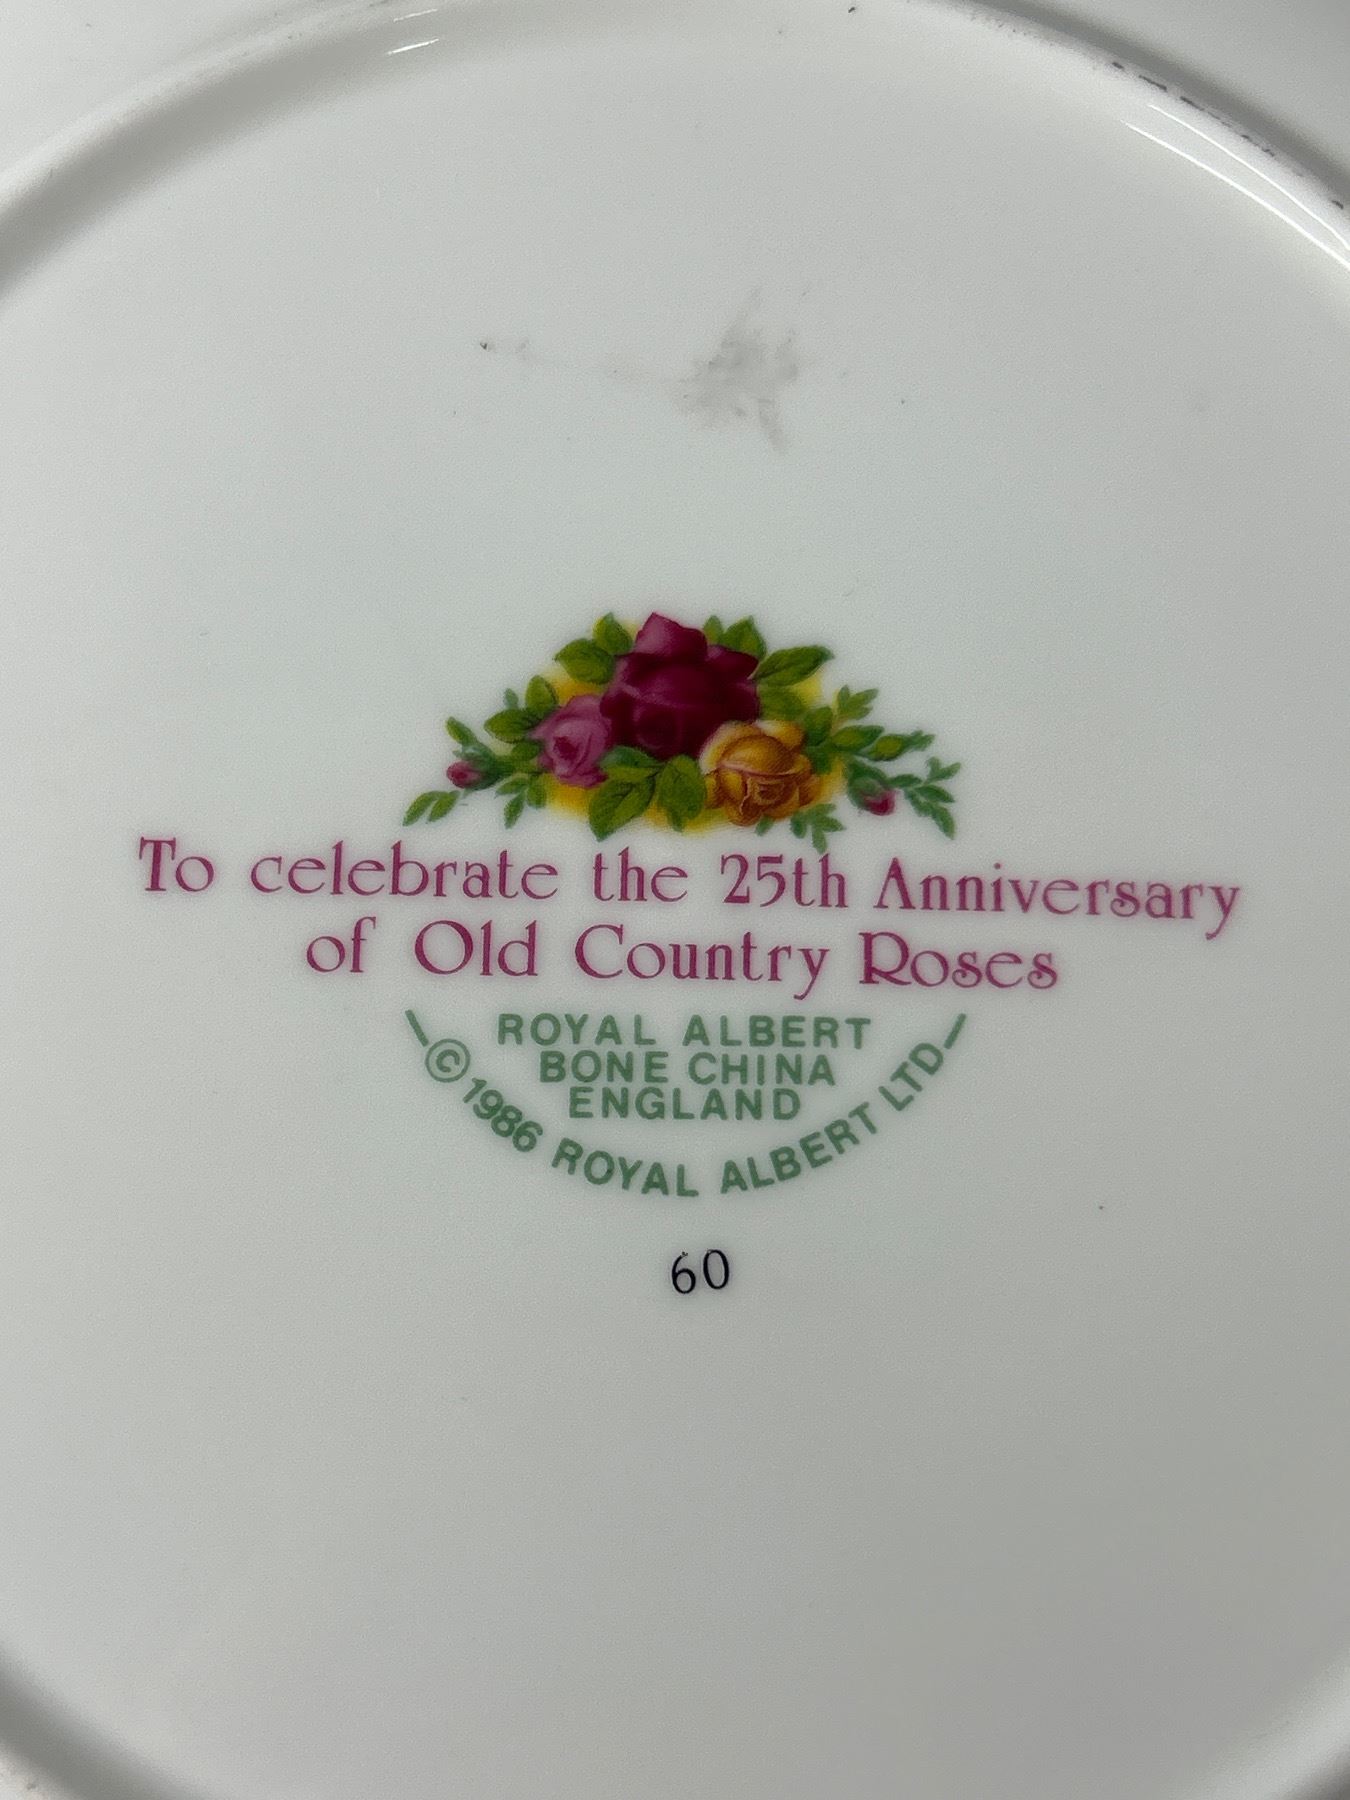 To celebrate the 25th Anniversary
of Old Country Roses
ROYAL ALBERT
BONE CHINA
ENGLAND
© 1986 ROYAL ALBERT LTD
60